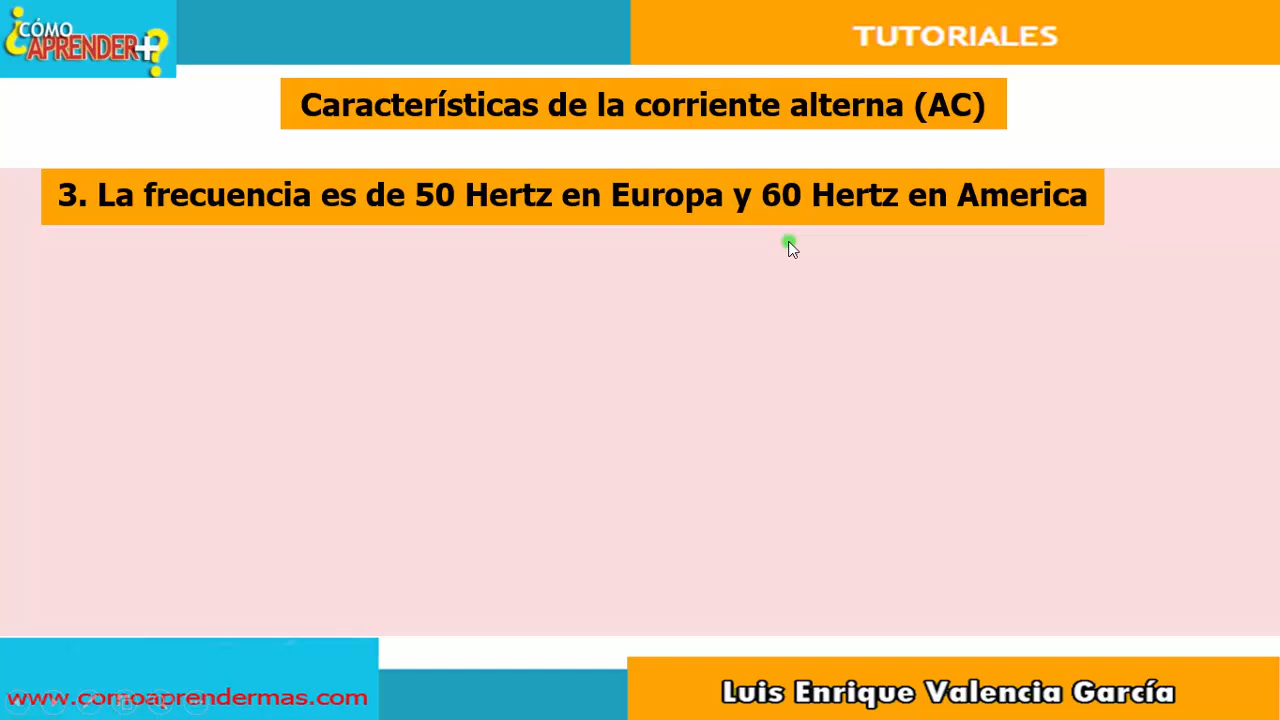 ¿CÓMO
APRENDER+?
TUTORIALES
Características de la corriente alterna (AC)
3. La frecuencia es de 50 Hertz en Europa y 60 Hertz en America
www.comoaprendermas.com
Luis Enrique Valencia García